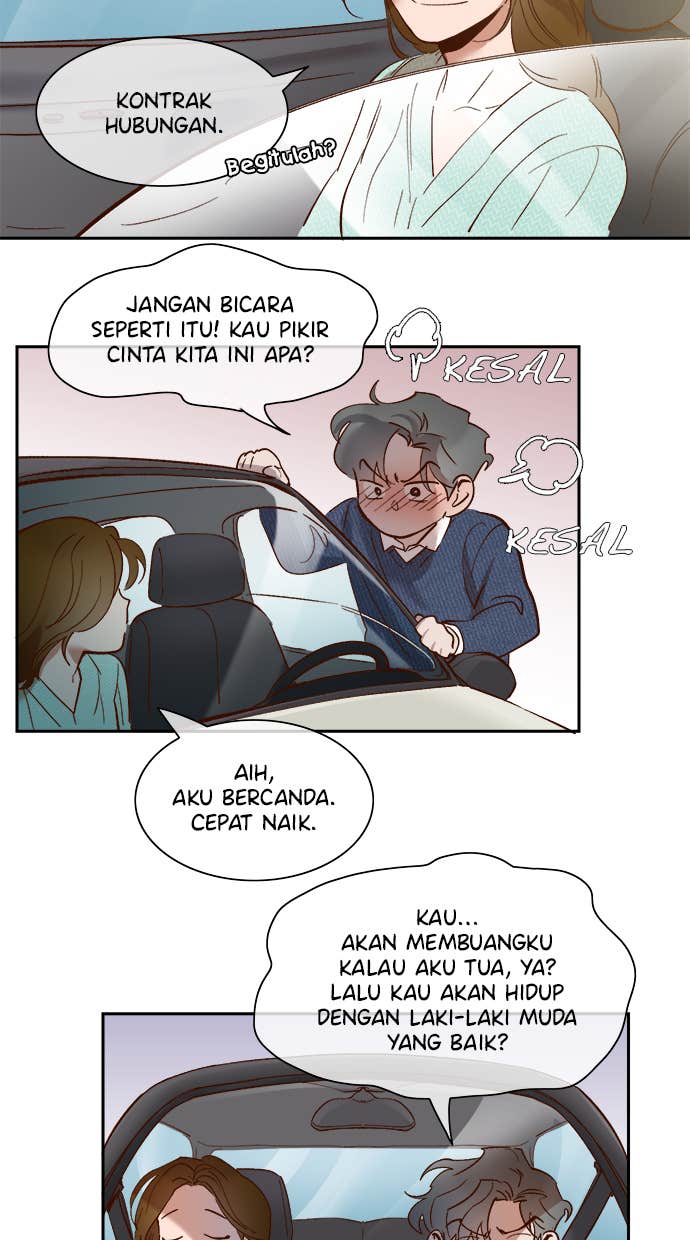 KONTRAK
HUBUNGAN.
Begitulah?
JANGAN BICARA
SEPERTI ITU! KAU PIKIR
CINTA KITA INI APA?
KESAL
KESAL
AIH,
AKU BERCANDA.
CEPAT NAIK.
KAU...
AKAN MEMBUANGKU
KALAU AKU TUA, YA?
LALU KAU AKAN HIDUP
DENGAN LAKI-LAKI MUDA
YANG BAIK?